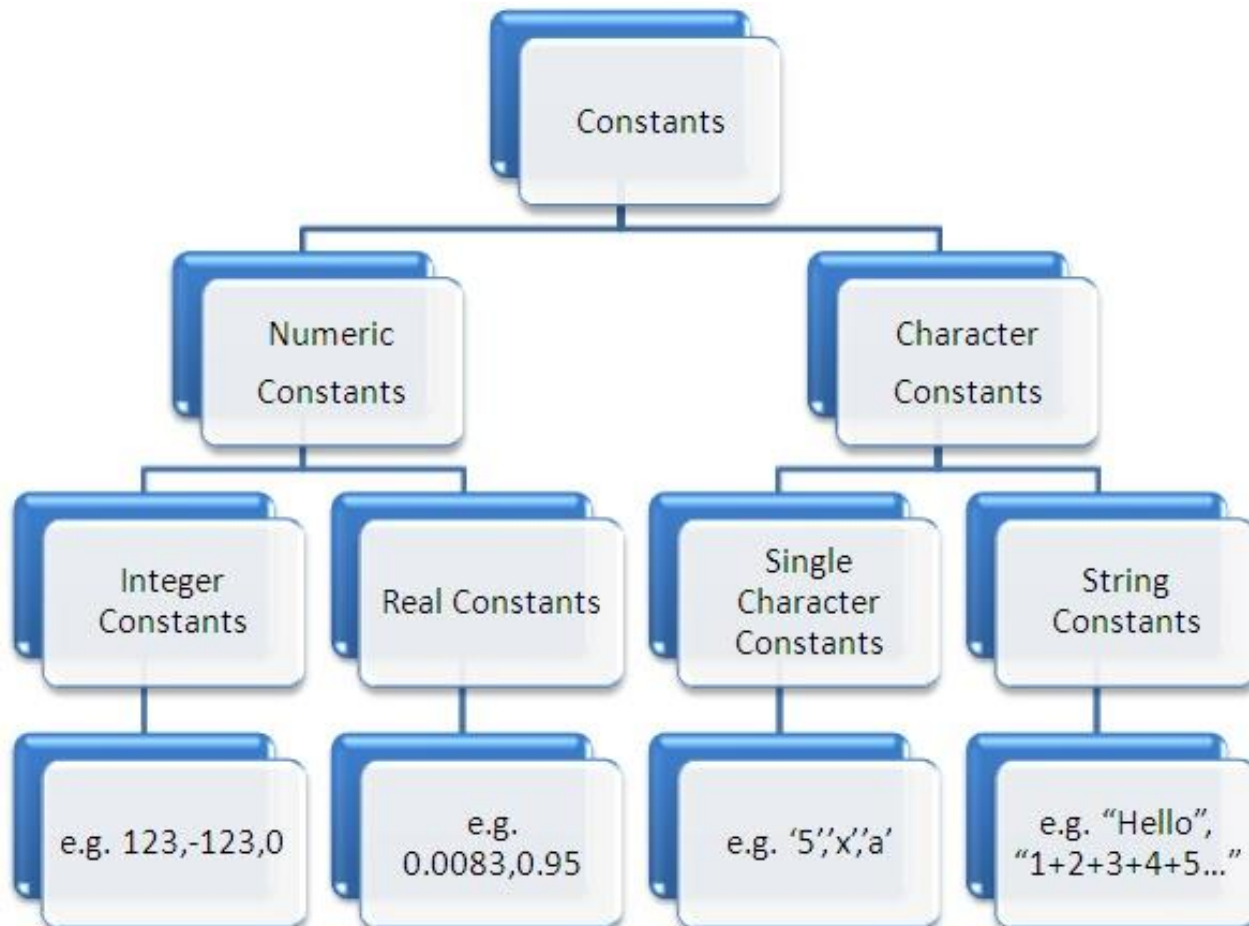 Constants
Numeric
Constants
Character
Constants
Integer
Constants
Real Constants
Single
Character
Constants
String
Constants
e.g. 123,-123,0
e.g.
0.0083,0.95
e.g. ‘5’,’x’,’a’
e.g. “Hello”,
“1+2+3+4+5...”